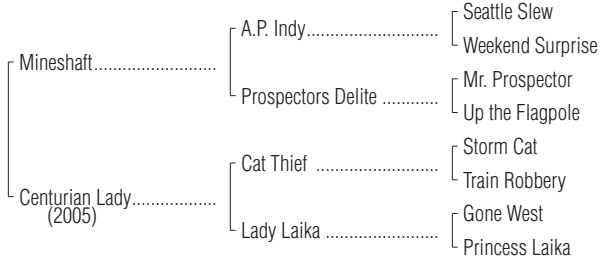 Seattle Slew
A.P. Indy................................
Weekend Surprise
Mineshaft..............................
Mr. Prospector
Prospectors Delite ..............
Up the Flagpole
Storm Cat
Cat Thief ..............................
Train Robbery
Centurian Lady.....................
(2005)
Gone West
Lady Laika ............................
Princess Laika